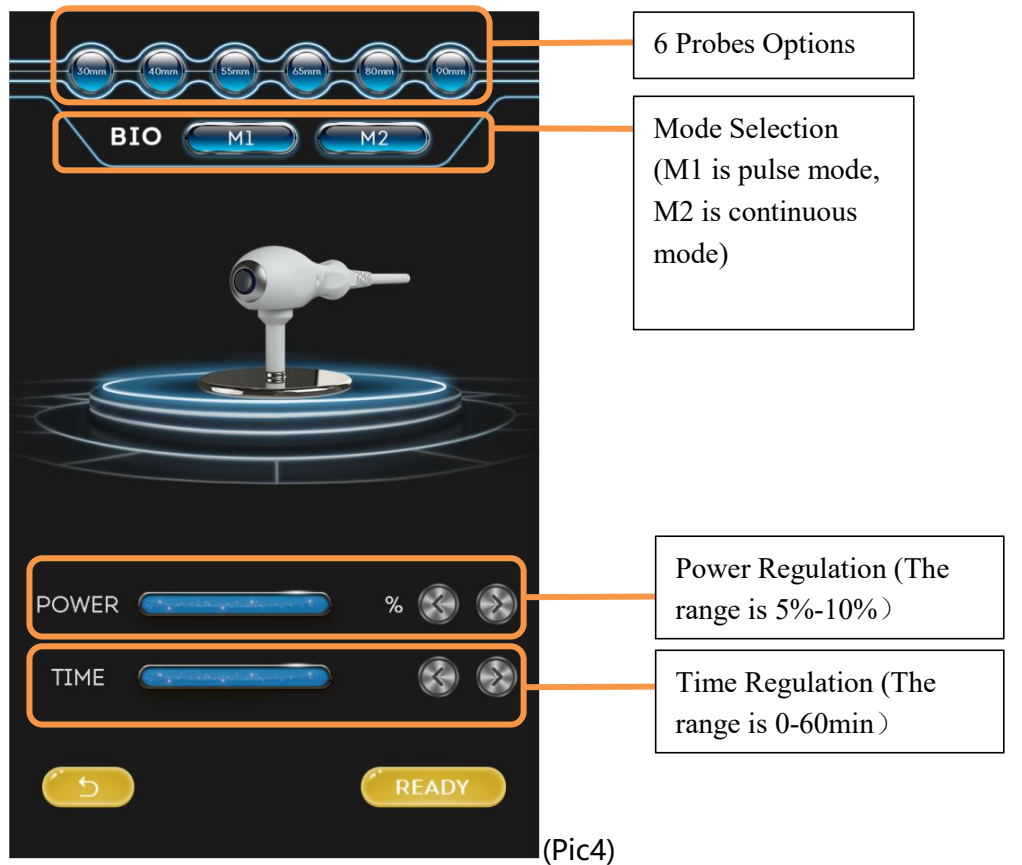 30mm 40mm 55mm 65mm 80mm 90mm
6 Probes Options
BIO M1 M2
Mode Selection
(M1 is pulse mode,
M2 is continuous
mode)
POWER %
Power Regulation (The
range is 5%-10%）
TIME
Time Regulation (The
range is 0-60min）
READY
(Pic4)